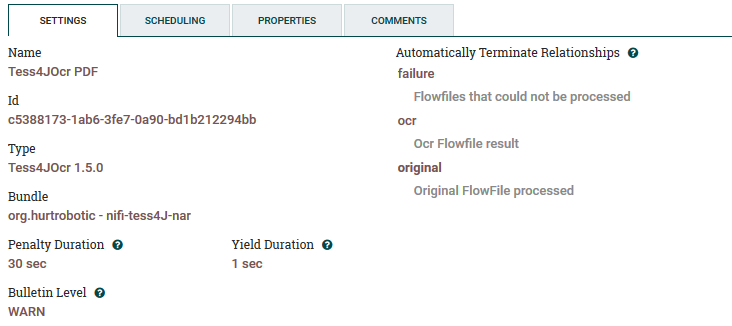 SETTINGS
SCHEDULING
PROPERTIES
COMMENTS
Name
Tess4JOcr PDF
Id
c5388173-1ab6-3fe7-0a90-bd1b212294bb
Type
Tess4JOcr 1.5.0
Bundle
org.hurtrobotic - nifi-tess4J-nar
Penalty Duration ?
30 sec
Yield Duration ?
1 sec
Bulletin Level ?
WARN
Automatically Terminate Relationships ?
failure
Flowfiles that could not be processed
ocr
Ocr Flowfile result
original
Original FlowFile processed